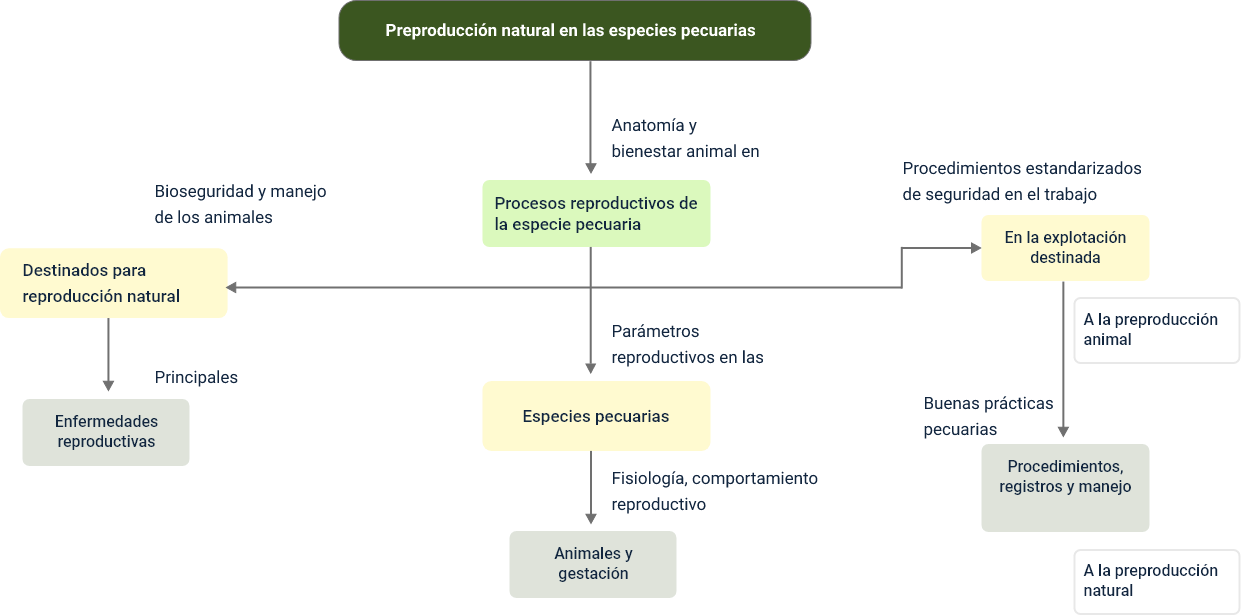 Preproducción natural en las especies pecuarias
Anatomía y
bienestar animal en
Procedimientos estandarizados
de seguridad en el trabajo
Bioseguridad y manejo
de los animales
Procesos reproductivos de
la especie pecuaria
En la explotación
destinada
Destinados para
reproducción natural
A la preproducción
animal
Parámetros
reproductivos en las
Principales
Especies pecuarias
Buenas prácticas
pecuarias
Enfermedades
reproductivas
Procedimientos,
registros y manejo
Fisiología, comportamiento
reproductivo
Animales y
gestación
A la preproducción
natural